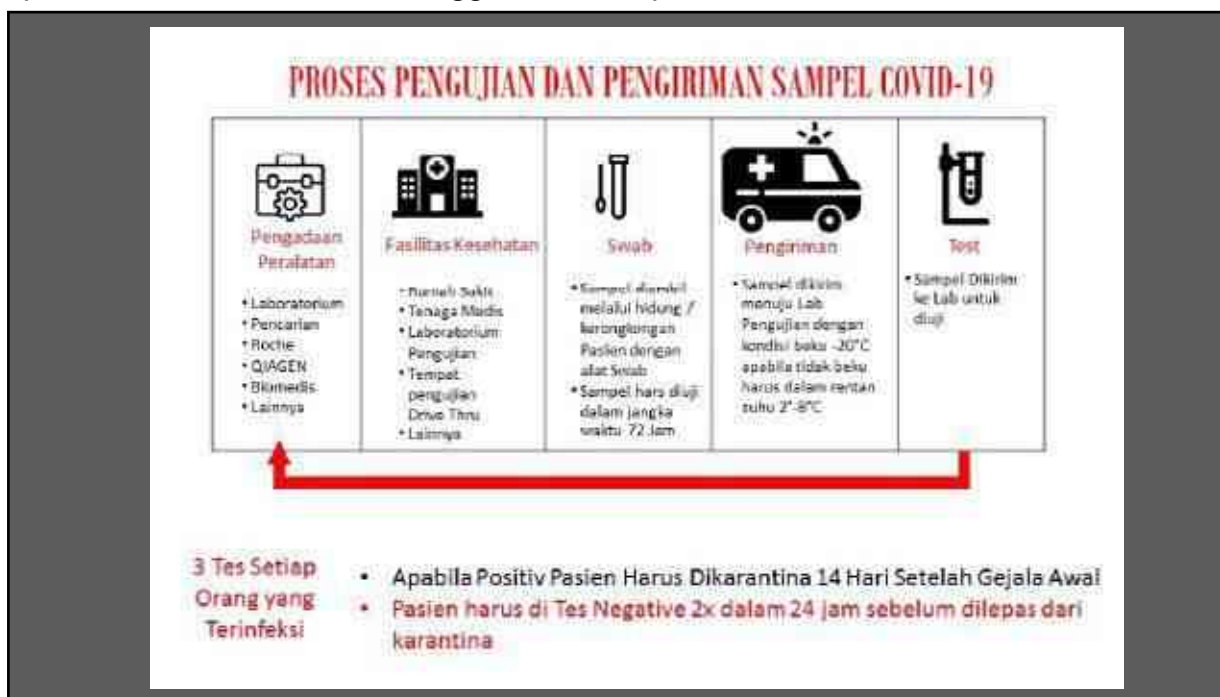 PROSES PENGUJIAN DAN PENGIRIMAN SAMPEL COVID-19
Pengadaan
Peralatan
• Laboratorium
• Pencarian
• Roche
• QIAGEN
• Biomedis
• Lainnya
Fasilitas Kesehatan
• Rumah Sakit
• Tenaga Medis
• Laboratorium
Pengujian
• Tempat
pengujian
Drive Thru
• Lainnya
Swab
• Sampel diambil
melalui hidung /
kerongkongan
Pasien dengan
alat Swab
• Sampel hars diuji
dalam jangka
waktu 72 Jam
Pengiriman
• Sampel dikirim
menuju Lab
Pengujian dengan
kondisi beku -20°C
apabila tidak beku
harus dalam rentan
suhu 2°-8°C
Test
• Sampel Dikirim
ke Lab untuk
diuji
3 Tes Setiap
Orang yang
Terinfeksi
• Apabila Positiv Pasien Harus Dikarantina 14 Hari Setelah Gejala Awal
• Pasien harus di Tes Negative 2x dalam 24 jam sebelum dilepas dari
karantina